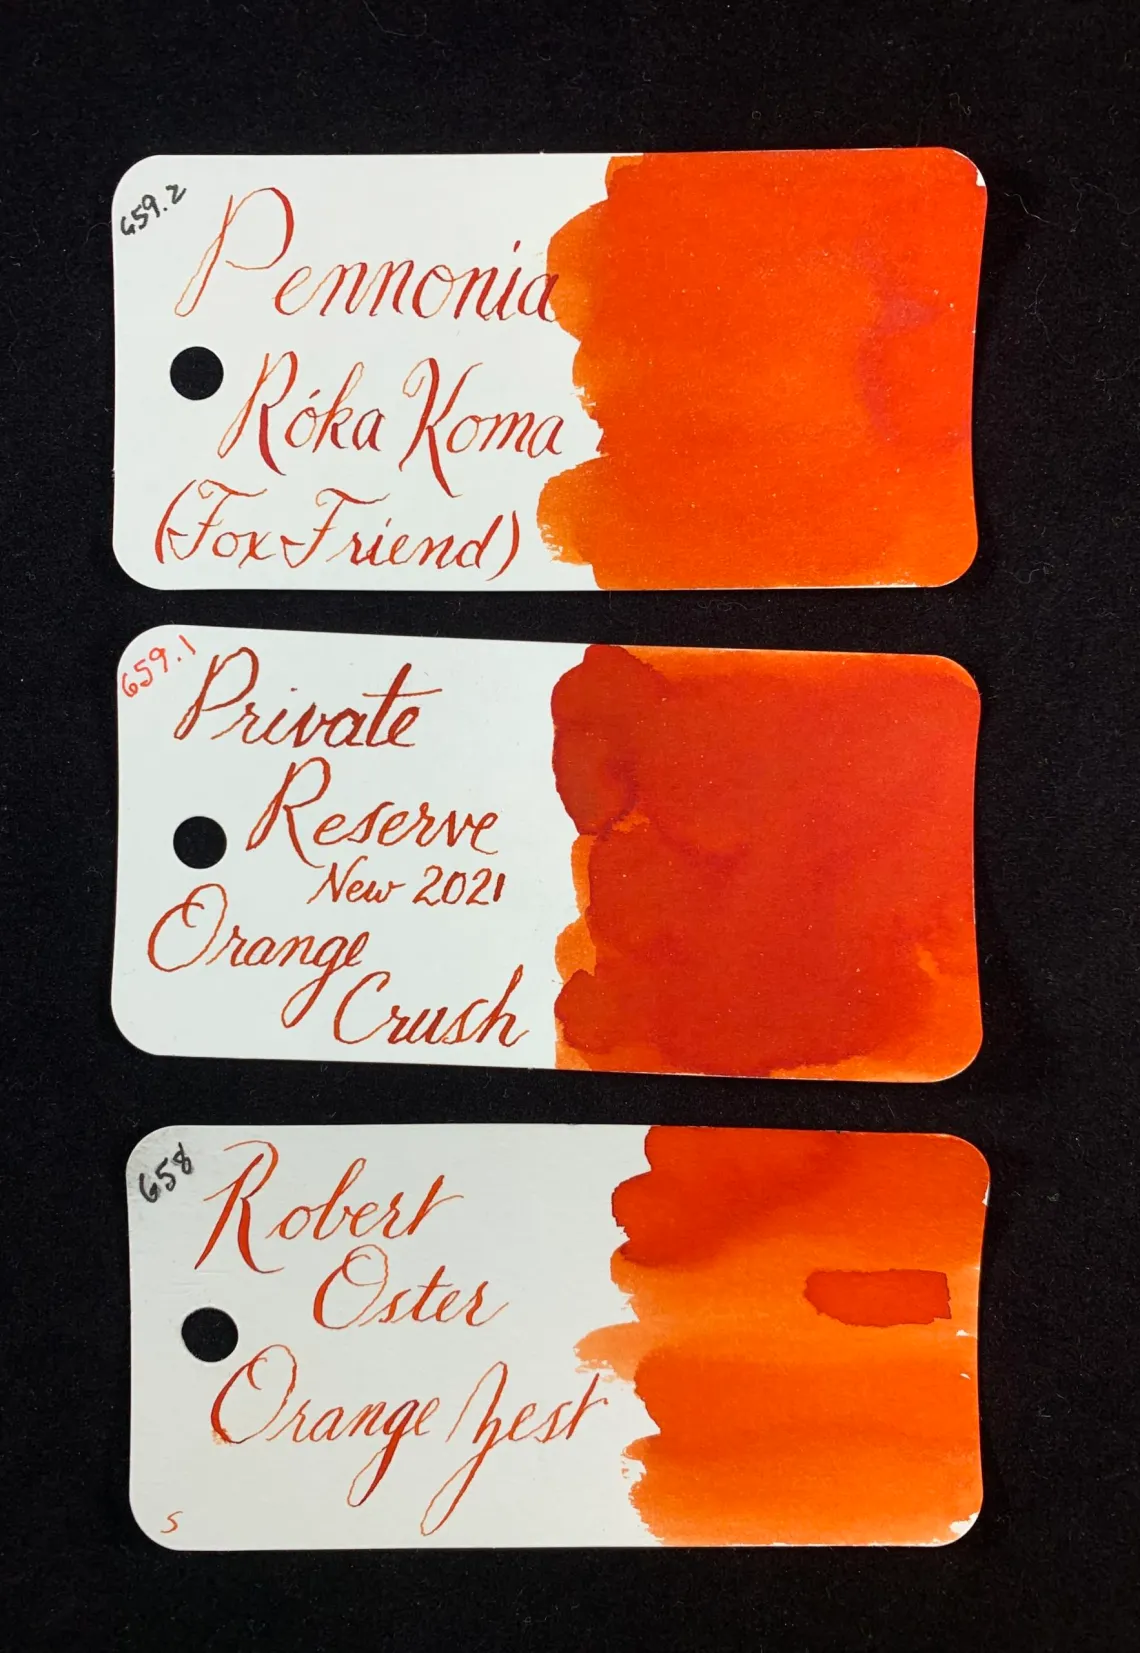 659.2
Pennonia
Róka Koma
(Fox Friend)
659.1
Private
Reserve
New 2021
Orange
Crush
658
Robert
Oster
Orange Zest
S